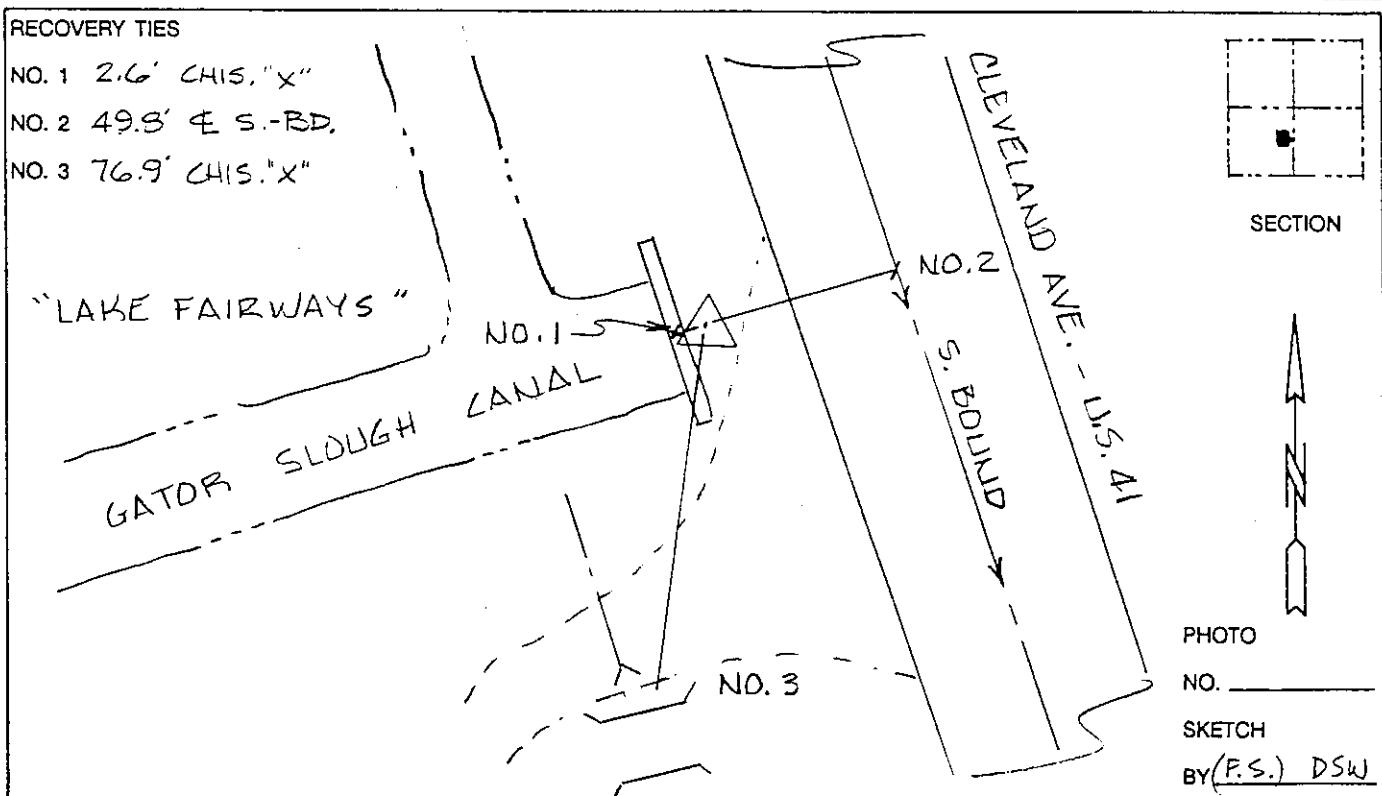 RECOVERY TIES
NO. 1 2.6' CHIS. "X"
NO. 2 49.8' ℄ S.-BD.
NO. 3 76.9' CHIS. "X"
"LAKE FAIRWAYS"
NO. 1
NO. 2
CLEVELAND AVE. - U.S. 41
S. BOUND
GATOR SLOUGH CANAL
NO. 3
SECTION
N
PHOTO
NO.
SKETCH
BY (F.S.) DSW